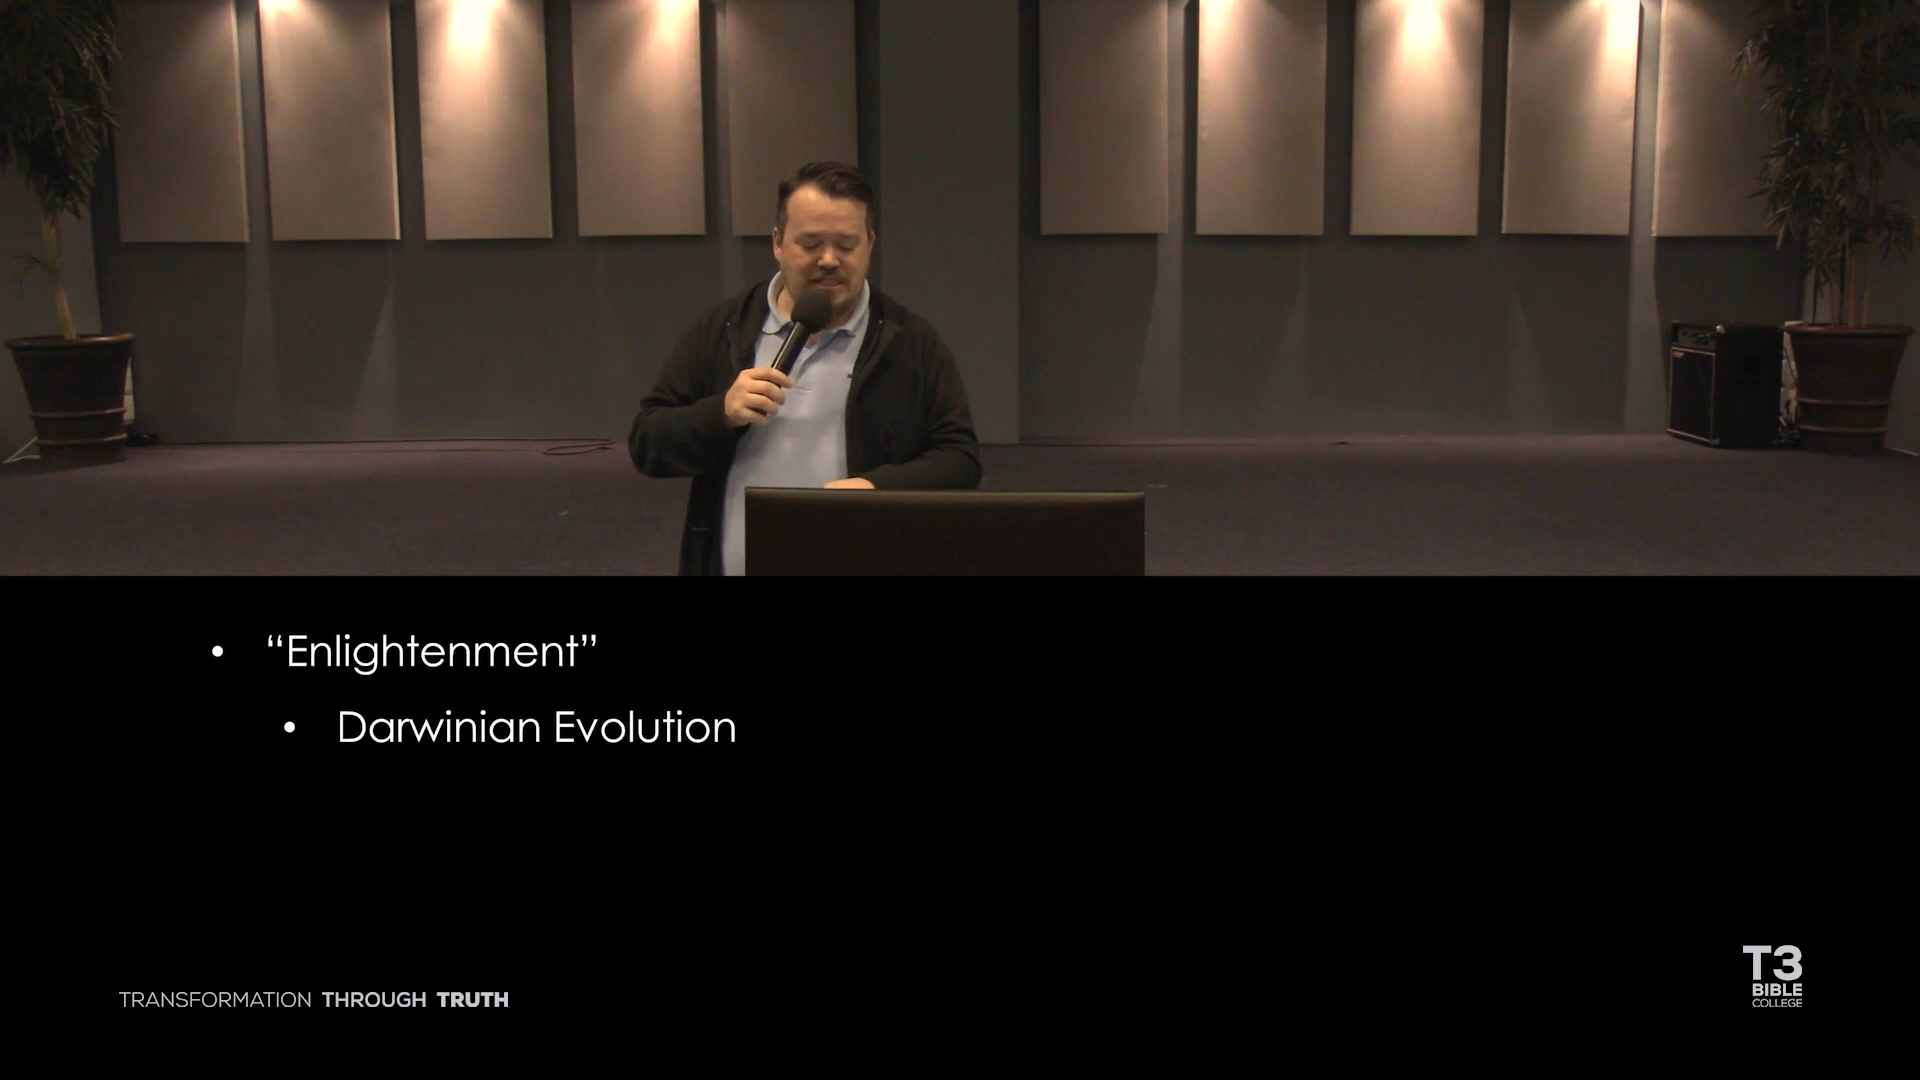 • “Enlightenment”
• Darwinian Evolution
TRANSFORMATION THROUGH TRUTH
T3
BIBLE
COLLEGE